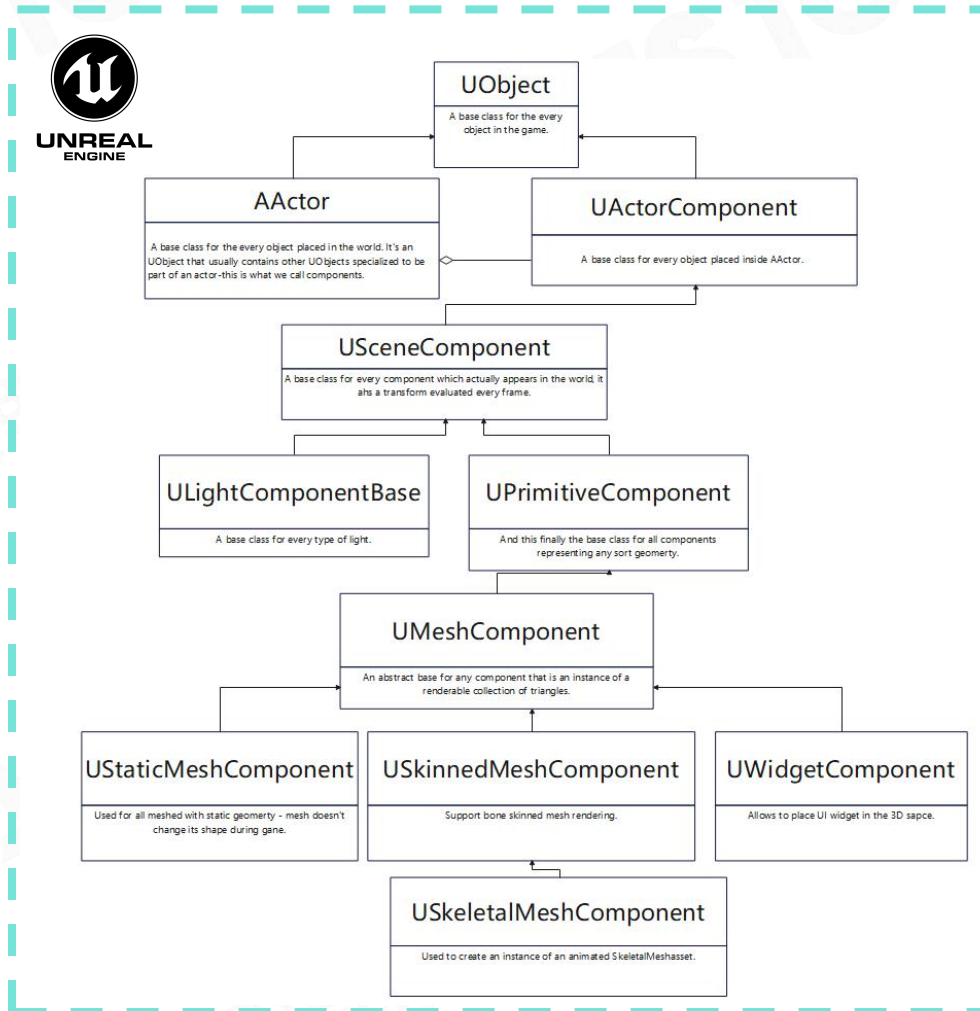 UNREAL
ENGINE
UObject
A base class for the every
object in the game.
AActor
A base class for the every object placed in the world. It's an
UObject that usually contains other UObjects specialized to be
part of an actor-this is what we call components.
UActorComponent
A base class for every object placed inside AActor.
USceneComponent
A base class for every component which actually appears in the world, it
ahs a transform evaluated every frame.
ULightComponentBase
A base class for every type of light.
UPrimitiveComponent
And this finally the base class for all components
representing any sort geomerty.
UMeshComponent
An abstract base for any component that is an instance of a
renderable collection of triangles.
UStaticMeshComponent
Used for all meshed with static geomerty - mesh doesn't
change its shape during gane.
USkinnedMeshComponent
Support bone skinned mesh rendering.
UWidgetComponent
Allows to place UI widget in the 3D sapce.
USkeletalMeshComponent
Used to create an instance of an animated SkeletalMeshasset.